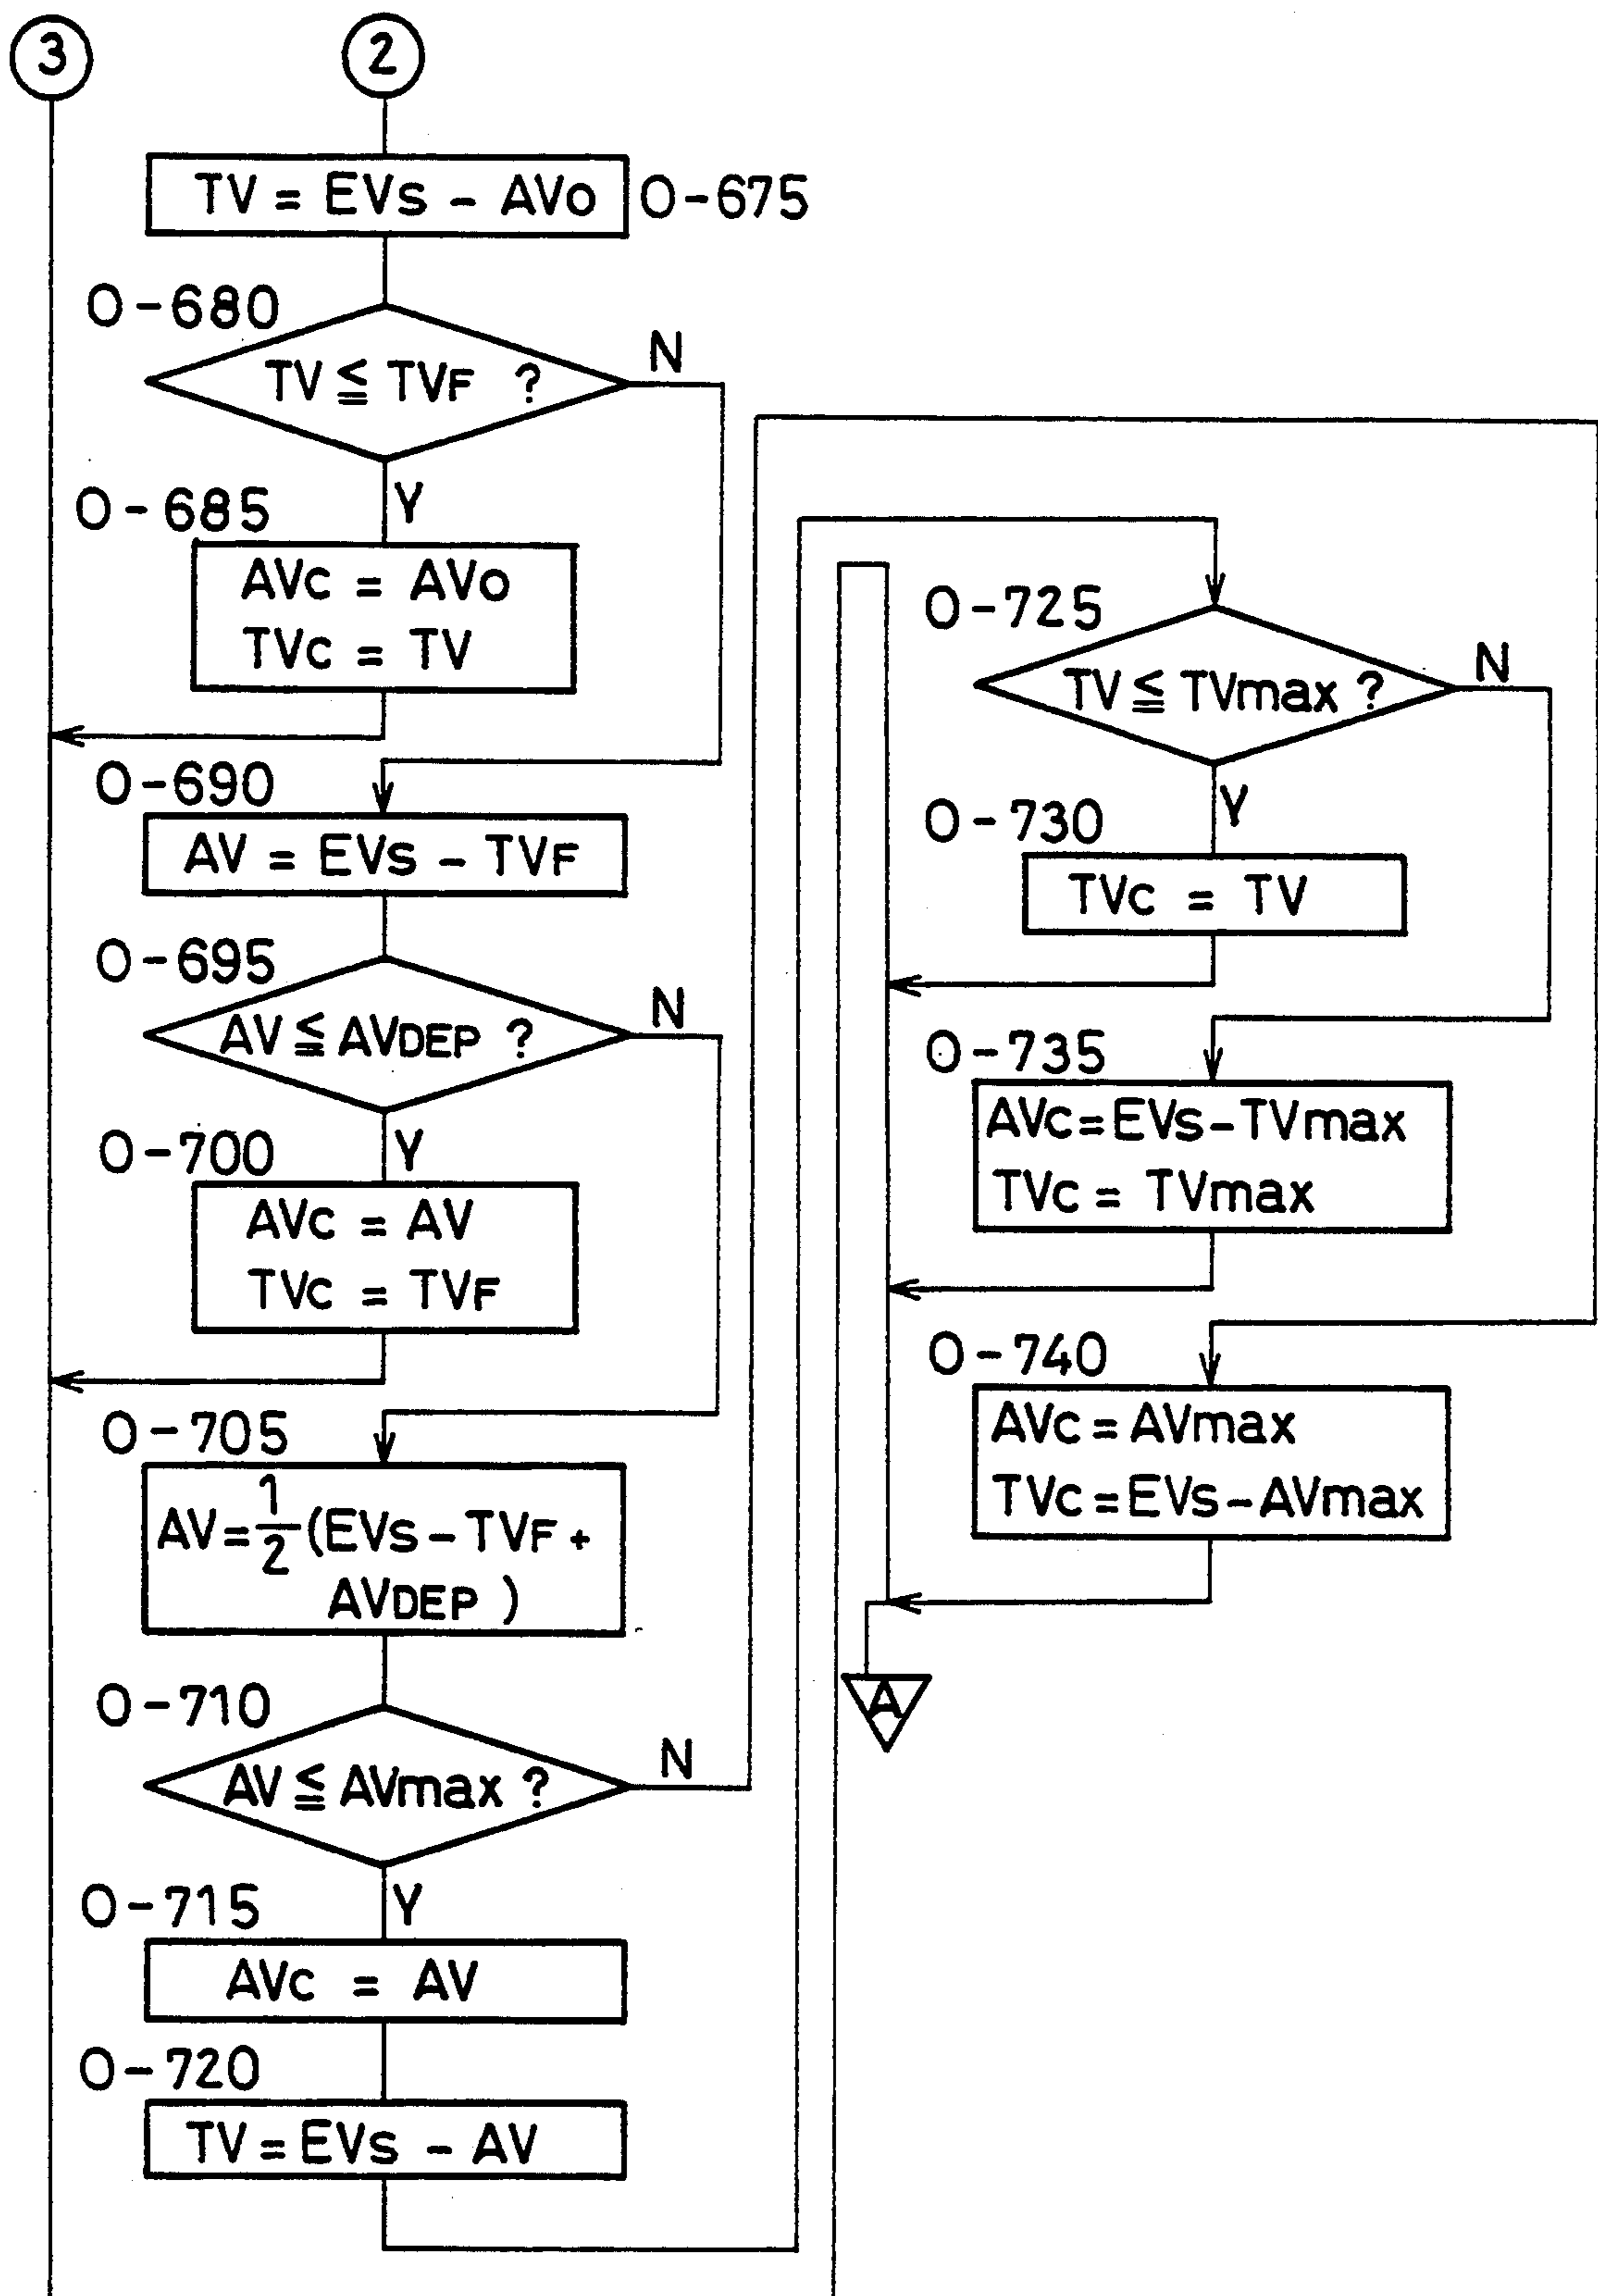 3
2
TV = EVs - AVo
O-675
O-680
TV ≦ TVF ?
N
Y
O-685
AVc = AVo
TVc = TV
O-690
AV = EVs - TVF
O-695
AV ≦ AVDEP ?
N
Y
O-700
AVc = AV
TVc = TVF
O-705
AV = 1/2 (EVs - TVF +
AVDEP )
O-710
AV ≦ AVmax ?
N
Y
O-715
AVc = AV
O-720
TV = EVs - AV
O-725
TV ≦ TVmax ?
N
Y
O-730
TVc = TV
O-735
AVc = EVs - TVmax
TVc = TVmax
O-740
AVc = AVmax
TVc = EVs - AVmax
A